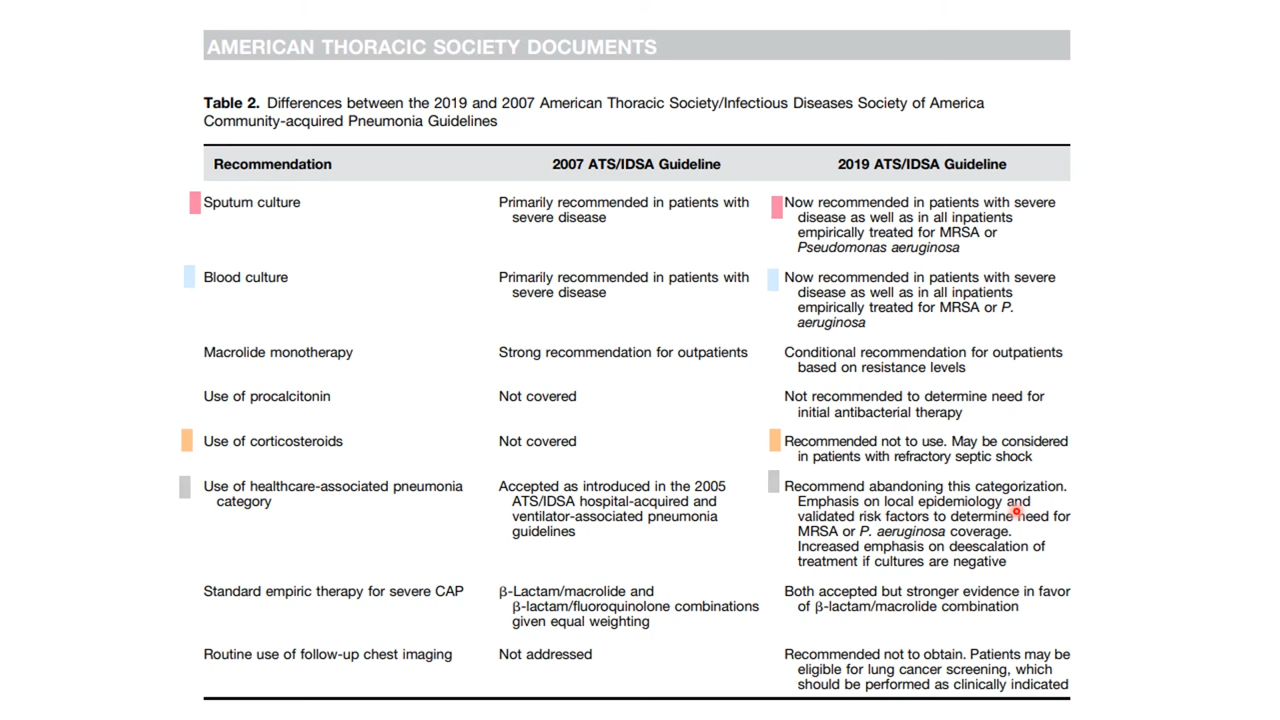 AMERICAN THORACIC SOCIETY DOCUMENTS
Table 2. Differences between the 2019 and 2007 American Thoracic Society/Infectious Diseases Society of America
Community-acquired Pneumonia Guidelines
Recommendation 2007 ATS/IDSA Guideline 2019 ATS/IDSA Guideline
Sputum culture
Primarily recommended in patients with
severe disease
Now recommended in patients with severe
disease as well as in all inpatients
empirically treated for MRSA or
Pseudomonas aeruginosa
Blood culture
Primarily recommended in patients with
severe disease
Now recommended in patients with severe
disease as well as in all inpatients
empirically treated for MRSA or P.
aeruginosa
Macrolide monotherapy
Strong recommendation for outpatients
Conditional recommendation for outpatients
based on resistance levels
Use of procalcitonin
Not covered
Not recommended to determine need for
initial antibacterial therapy
Use of corticosteroids
Not covered
Recommended not to use. May be considered
in patients with refractory septic shock
Use of healthcare-associated pneumonia
category
Accepted as introduced in the 2005
ATS/IDSA hospital-acquired and
ventilator-associated pneumonia
guidelines
Recommend abandoning this categorization.
Emphasis on local epidemiology and
validated risk factors to determine need for
MRSA or P. aeruginosa coverage.
Increased emphasis on deescalation of
treatment if cultures are negative
Standard empiric therapy for severe CAP
β-Lactam/macrolide and
β-lactam/fluoroquinolone combinations
given equal weighting
Both accepted but stronger evidence in favor
of β-lactam/macrolide combination
Routine use of follow-up chest imaging
Not addressed
Recommended not to obtain. Patients may be
eligible for lung cancer screening, which
should be performed as clinically indicated